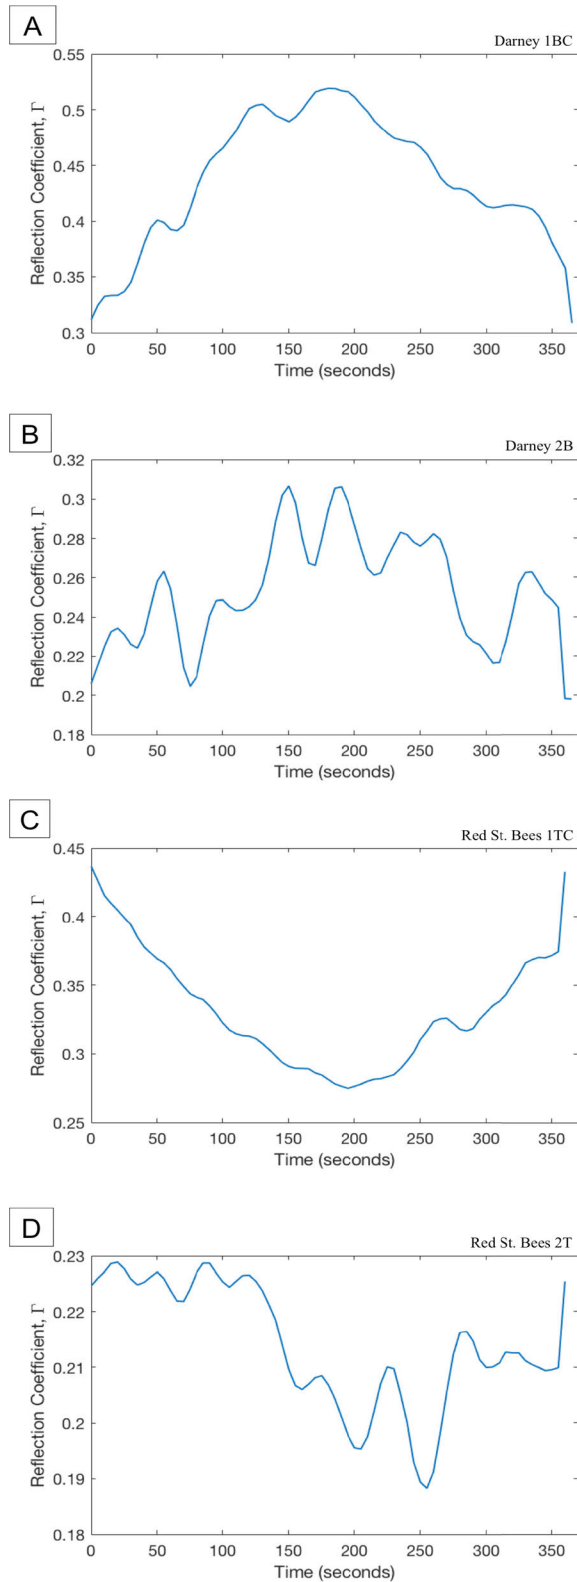 A
Darney 1BC
0.55
0.5
0.45
0.4
0.35
0.3
Reflection Coefficient, Γ
0 50 100 150 200 250 300 350
Time (seconds)
B
Darney 2B
0.32
0.3
0.28
0.26
0.24
0.22
0.2
0.18
Reflection Coefficient, Γ
0 50 100 150 200 250 300 350
Time (seconds)
C
Red St. Bees 1TC
0.45
0.4
0.35
0.3
0.25
Reflection Coefficient, Γ
0 50 100 150 200 250 300 350
Time (seconds)
D
Red St. Bees 2T
0.23
0.22
0.21
0.2
0.19
0.18
Reflection Coefficient, Γ
0 50 100 150 200 250 300 350
Time (seconds)